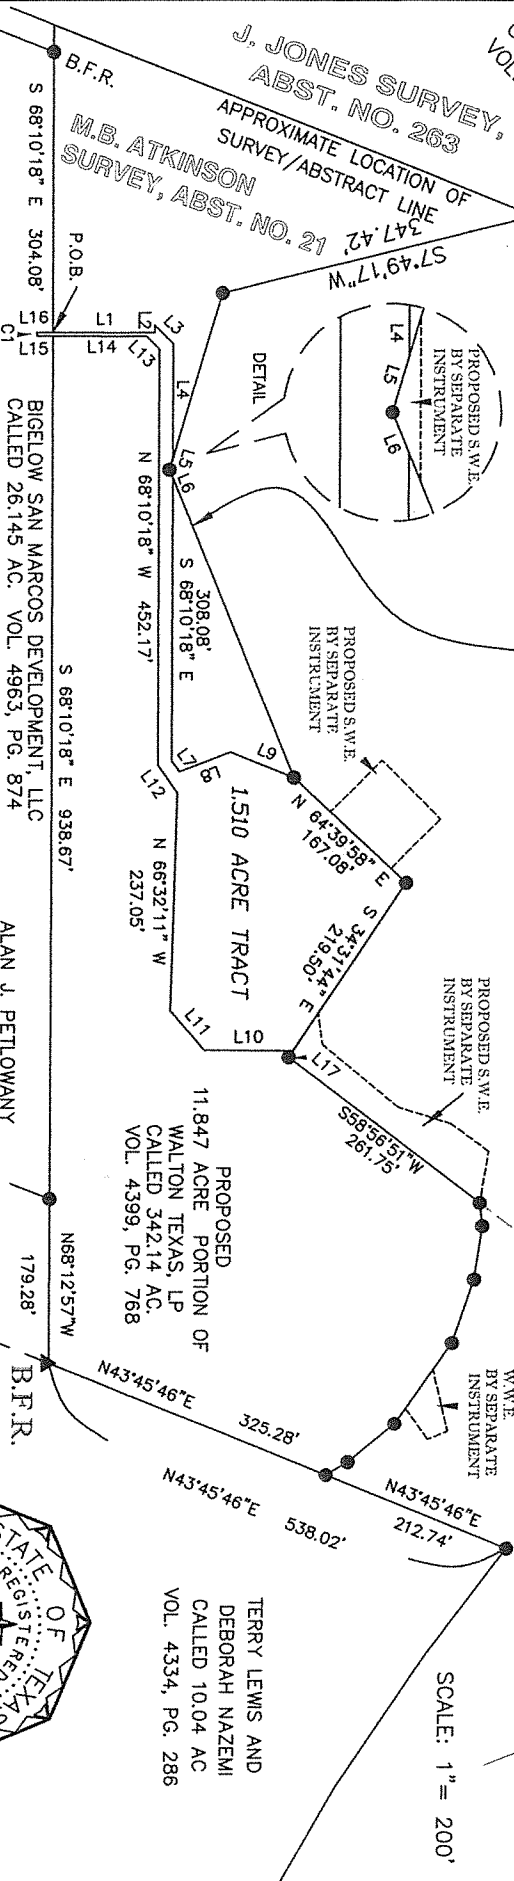 VOL
J. JONES SURVEY,
ABST. NO. 263
APPROXIMATE LOCATION OF
SURVEY/ABSTRACT LINE
M.B. ATKINSON
SURVEY, ABST. NO. 21
B.F.R.
S 68°10'18" E 304.08'
P.O.B.
347.42'
S7°49'17"W
L16
L15
C1
L1
L14
L2
L13
L3
L4
L5
L6
DETAIL
PROPOSED S.W.E.
BY SEPARATE
INSTRUMENT
L4
L5
L6
N 68°10'18" W 452.17'
308.08'
S 68°10'18" E
L7
L8
L9
L12
PROPOSED S.W.E.
BY SEPARATE
INSTRUMENT
N 64°39'58" E
167.08'
S 34°31'44" E
219.50'
1.510 ACRE TRACT
N 66°32'11" W
237.05'
L11
L10
L17
S 68°10'18" E 938.67'
BIGELOW SAN MARCOS DEVELOPMENT, LLC
CALLED 26.145 AC. VOL. 4963, PG. 874
ALAN J. PETLOWANY
PROPOSED S.W.E.
BY SEPARATE
INSTRUMENT
S58°56'51"W
261.75'
PROPOSED
11.847 ACRE PORTION OF
WALTON TEXAS, LP
CALLED 342.14 AC.
VOL. 4399, PG. 768
N68°12'57"W
179.28'
B.F.R.
W.W.E.
BY SEPARATE
INSTRUMENT
N43°45'46"E
325.28'
N43°45'46"E
212.74'
N43°45'46"E
538.02'
TERRY LEWIS AND
DEBORAH NAZEMI
CALLED 10.04 AC
VOL. 4334, PG. 286
SCALE: 1"= 200'
STATE OF TEXAS
REGISTERED